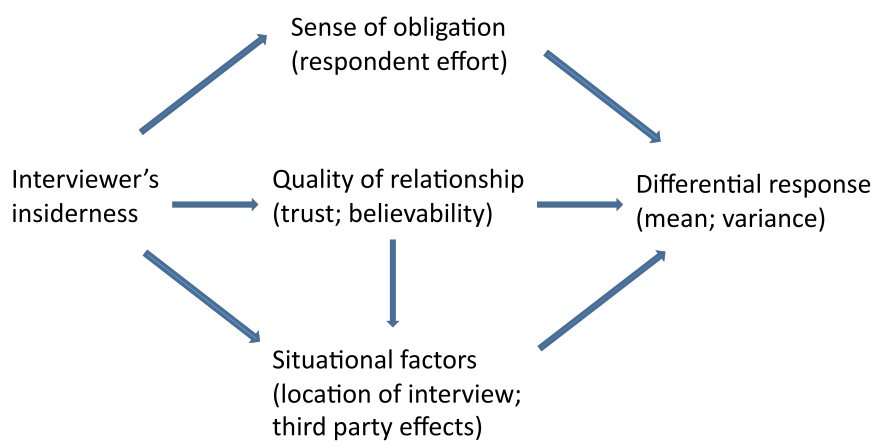 Sense of obligation
(respondent effort)
Interviewer's
insiderness
Quality of relationship
(trust; believability)
Differential response
(mean; variance)
Situational factors
(location of interview;
third party effects)